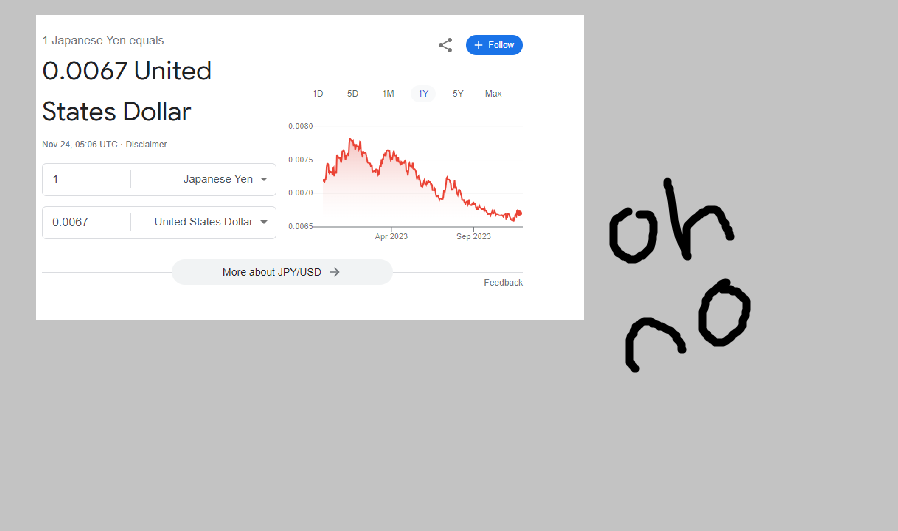 1 Japanese Yen equals
0.0067 United
States Dollar
Nov 24, 05:06 UTC · Disclaimer
1 Japanese Yen
0.0067 United States Dollar
Follow
1D 5D 1M 1Y 5Y Max
0.0080
0.0075
0.0070
0.0065
Apr 2023 Sep 2023
More about JPY/USD
Feedback
oh
no